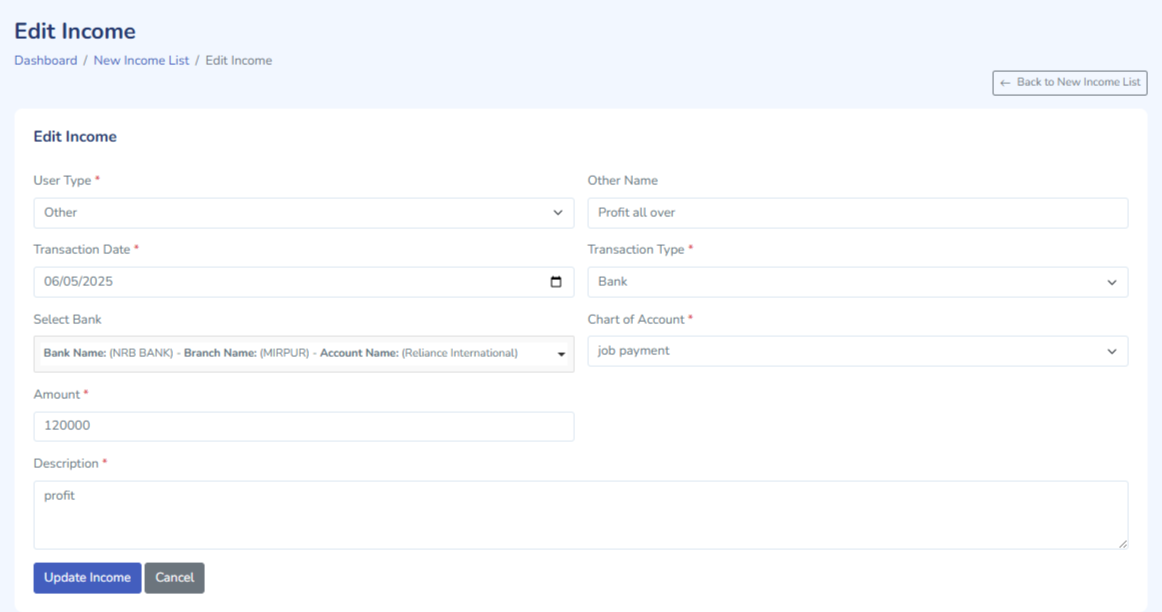 Edit Income
Dashboard / New Income List / Edit Income
← Back to New Income List
Edit Income
User Type * Other Name
Other Profit all over
Transaction Date * Transaction Type *
06/05/2025 Bank
Select Bank Chart of Account *
Bank Name: (NRB BANK) - Branch Name: (MIRPUR) - Account Name: (Reliance International) job payment
Amount *
120000
Description *
profit
Update Income Cancel